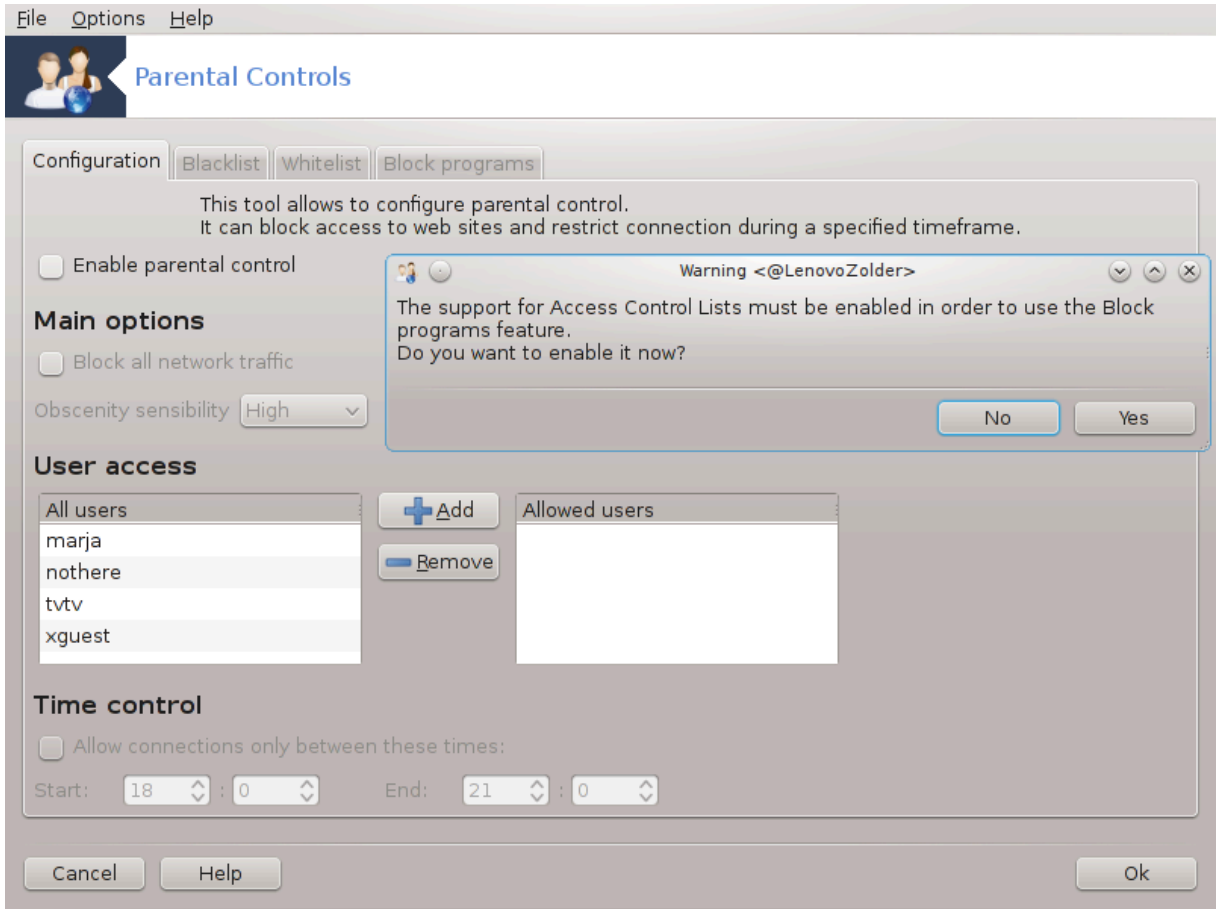 File Options Help
Parental Controls
Configuration Blacklist Whitelist Block programs
This tool allows to configure parental control.
It can block access to web sites and restrict connection during a specified timeframe.
Enable parental control
Warning <@LenovoZolder>
The support for Access Control Lists must be enabled in order to use the Block
programs feature.
Do you want to enable it now?
No Yes
Main options
Block all network traffic
Obscenity sensibility High
User access
All users
marja
nothere
tvtv
xguest
Add
Remove
Allowed users
Time control
Allow connections only between these times:
Start: 18 : 0 End: 21 : 0
Cancel Help Ok